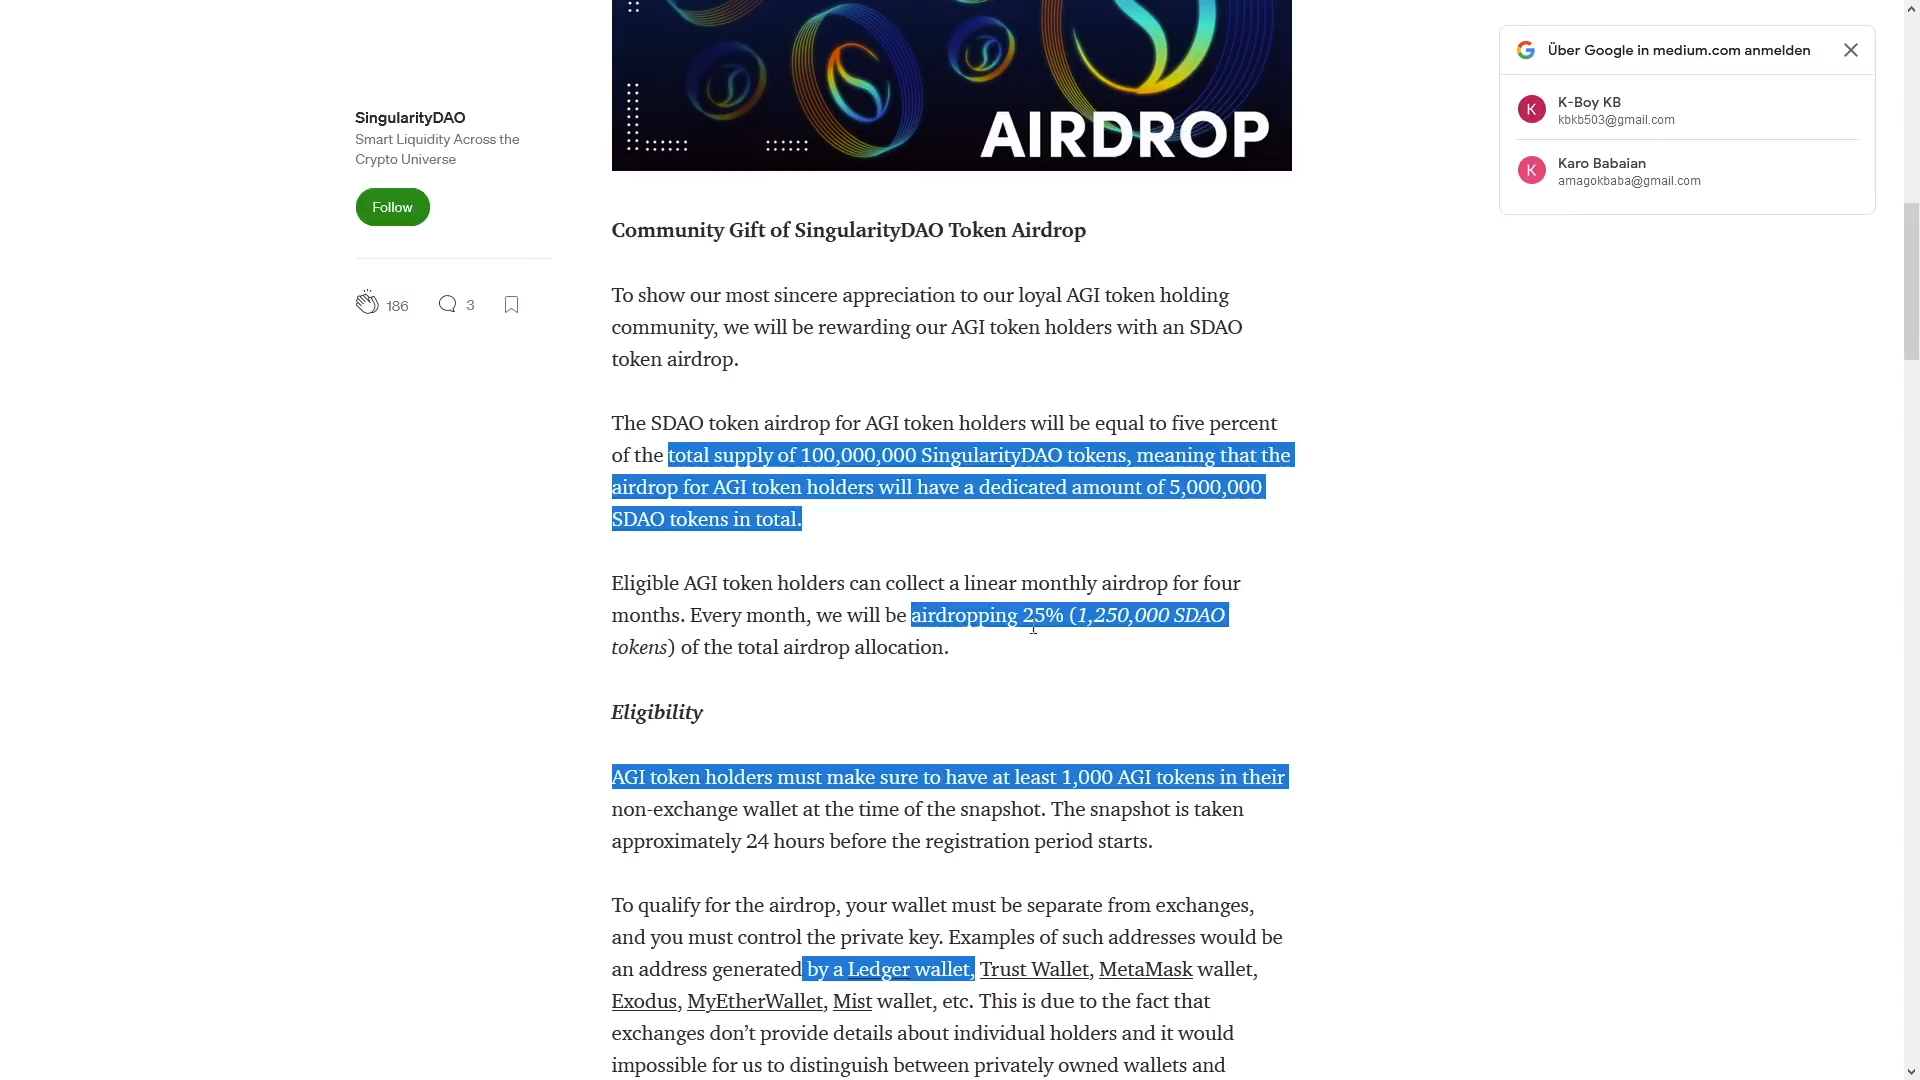 AIRDROP
SingularityDAO
Smart Liquidity Across the
Crypto Universe
Follow
186
3
Community Gift of SingularityDAO Token Airdrop
To show our most sincere appreciation to our loyal AGI token holding
community, we will be rewarding our AGI token holders with an SDAO
token airdrop.
The SDAO token airdrop for AGI token holders will be equal to five percent
of the total supply of 100,000,000 SingularityDAO tokens, meaning that the
airdrop for AGI token holders will have a dedicated amount of 5,000,000
SDAO tokens in total.
Eligible AGI token holders can collect a linear monthly airdrop for four
months. Every month, we will be airdropping 25% (1,250,000 SDAO
tokens) of the total airdrop allocation.
Eligibility
AGI token holders must make sure to have at least 1,000 AGI tokens in their
non-exchange wallet at the time of the snapshot. The snapshot is taken
approximately 24 hours before the registration period starts.
To qualify for the airdrop, your wallet must be separate from exchanges,
and you must control the private key. Examples of such addresses would be
an address generated by a Ledger wallet, Trust Wallet, MetaMask wallet,
Exodus, MyEtherWallet, Mist wallet, etc. This is due to the fact that
exchanges don’t provide details about individual holders and it would
impossible for us to distinguish between privately owned wallets and
Über Google in medium.com anmelden
K
K-Boy KB
kbkb503@gmail.com
K
Karo Babaian
amagokbaba@gmail.com